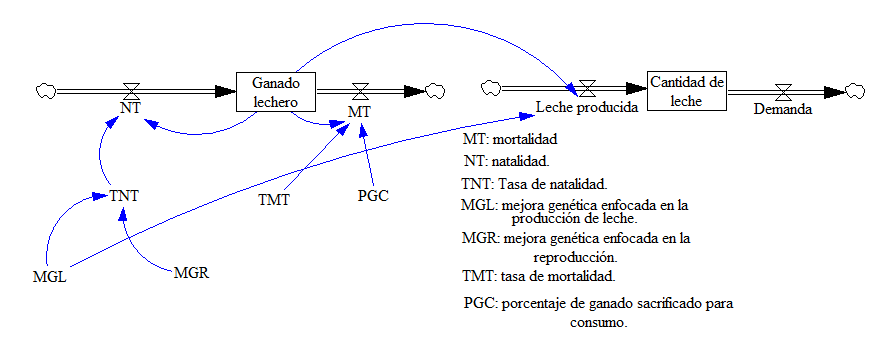 Ganado
lechero
NT
MT
Leche producida
Cantidad de
leche
Demanda
TNT
TMT
PGC
MGL
MGR
MT: mortalidad
NT: natalidad.
TNT: Tasa de natalidad.
MGL: mejora genética enfocada en la
producción de leche.
MGR: mejora genética enfocada en la
reproducción.
TMT: tasa de mortalidad.
PGC: porcentaje de ganado sacrificado para
consumo.